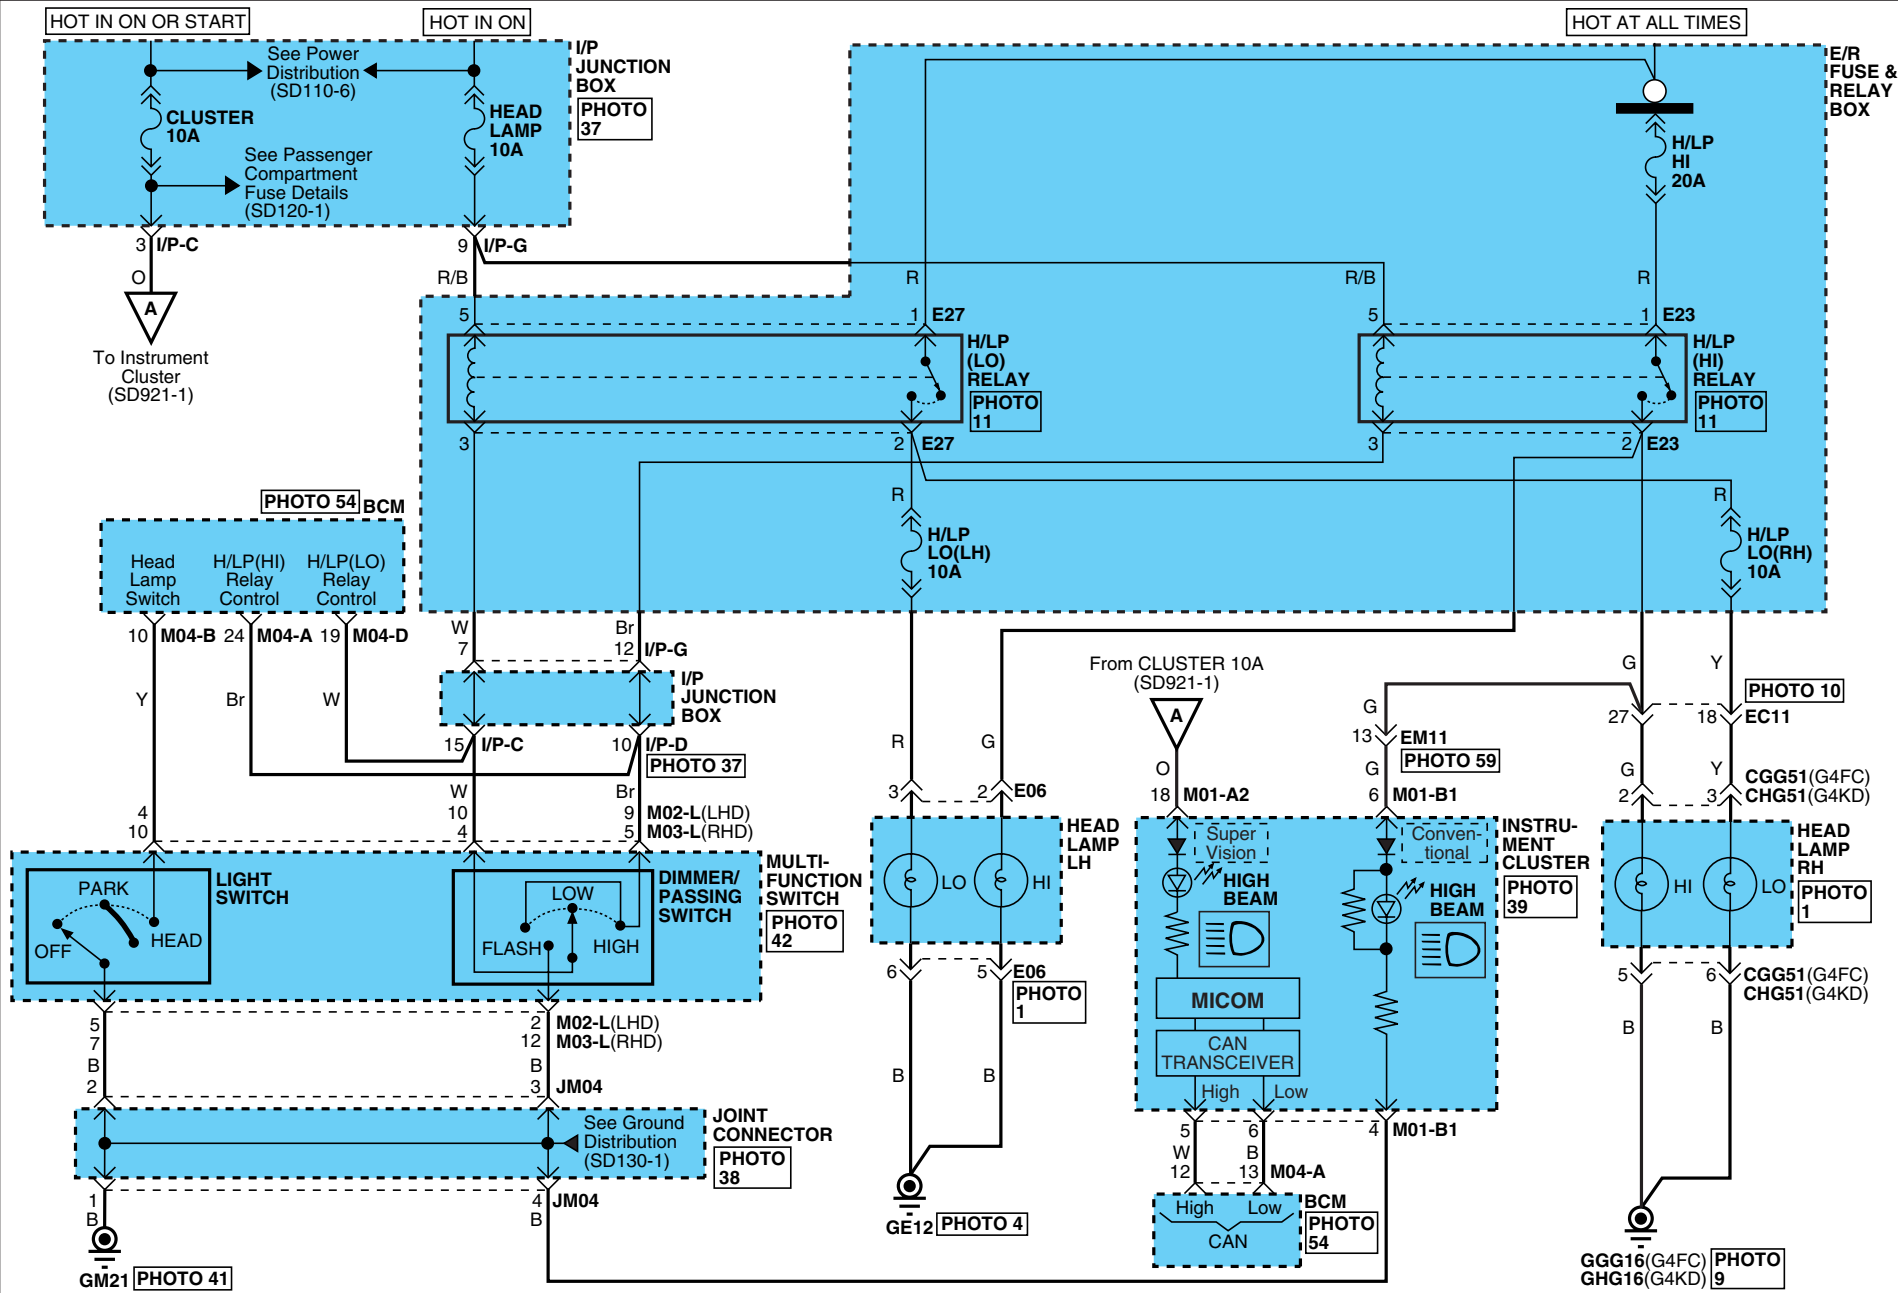 HOT IN ON OR START
HOT IN ON
HOT AT ALL TIMES
See Power
Distribution
(SD110-6)
CLUSTER
10A
HEAD
LAMP
10A
I/P
JUNCTION
BOX
PHOTO
37
See Passenger
Compartment
Fuse Details
(SD120-1)
3 I/P-C
9 I/P-G
O
R/B
A
To Instrument
Cluster
(SD921-1)
E/R
FUSE &
RELAY
BOX
H/LP
HI
20A
R
R/B
R
5
1 E27
5
1 E23
H/LP
(LO)
RELAY
PHOTO
11
H/LP
(HI)
RELAY
PHOTO
11
3
2 E27
3
2 E23
R
R
H/LP
LO(LH)
10A
H/LP
LO(RH)
10A
PHOTO 54 BCM
Head
Lamp
Switch
H/LP(HI)
Relay
Control
H/LP(LO)
Relay
Control
10 M04-B
24 M04-A
19 M04-D
Y
Br
W
W
Br
7
12 I/P-G
I/P
JUNCTION
BOX
15 I/P-C
10 I/P-D
PHOTO 37
W
Br
4
10
10
4
9 M02-L(LHD)
5 M03-L(RHD)
LIGHT
SWITCH
PARK
OFF
HEAD
DIMMER/
PASSING
SWITCH
LOW
FLASH
HIGH
MULTI-
FUNCTION
SWITCH
PHOTO
42
5
7
2 M02-L(LHD)
12 M03-L(RHD)
B
B
2
3 JM04
See Ground
Distribution
(SD130-1)
JOINT
CONNECTOR
PHOTO
38
1
4 JM04
B
B
GM21 PHOTO 41
R
G
3
2 E06
HEAD
LAMP
LH
LO
HI
6
5 E06
PHOTO
1
B
B
GE12 PHOTO 4
From CLUSTER 10A
(SD921-1)
A
O
18 M01-A2
G
13 EM11
PHOTO 59
G
6 M01-B1
Super
Vision
Conven-
tional
HIGH
BEAM
HIGH
BEAM
INSTRU-
MENT
CLUSTER
PHOTO
39
MICOM
CAN
TRANSCEIVER
High
Low
5
6
4 M01-B1
W
B
12
13 M04-A
High
Low
CAN
BCM
PHOTO
54
G
Y
PHOTO 10
27
18 EC11
G
Y
CGG51(G4FC)
CHG51(G4KD)
2
3
HEAD
LAMP
RH
PHOTO
1
HI
LO
5
6
CGG51(G4FC)
CHG51(G4KD)
B
B
GGG16(G4FC)
GHG16(G4KD)
PHOTO
9